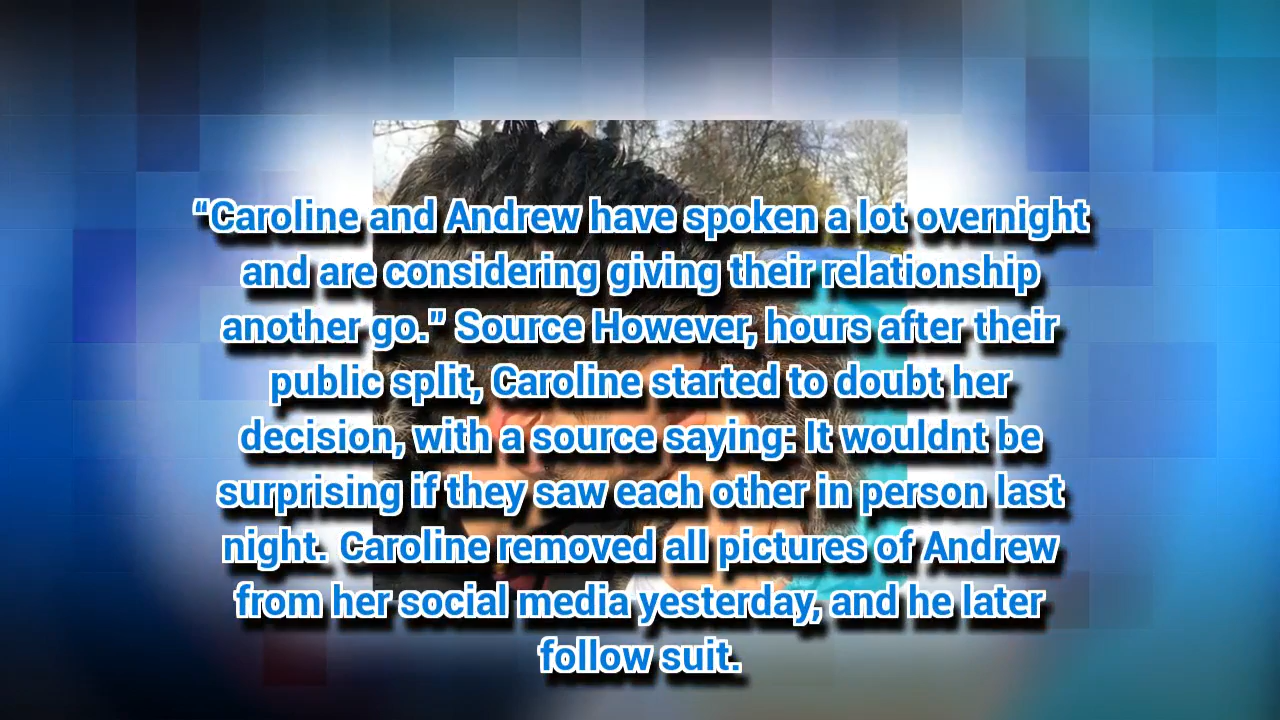 “Caroline and Andrew have spoken a lot overnight
and are considering giving their relationship
another go.” Source However, hours after their
public split, Caroline started to doubt her
decision, with a source saying: It wouldnt be
surprising if they saw each other in person last
night. Caroline removed all pictures of Andrew
from her social media yesterday, and he later
follow suit.